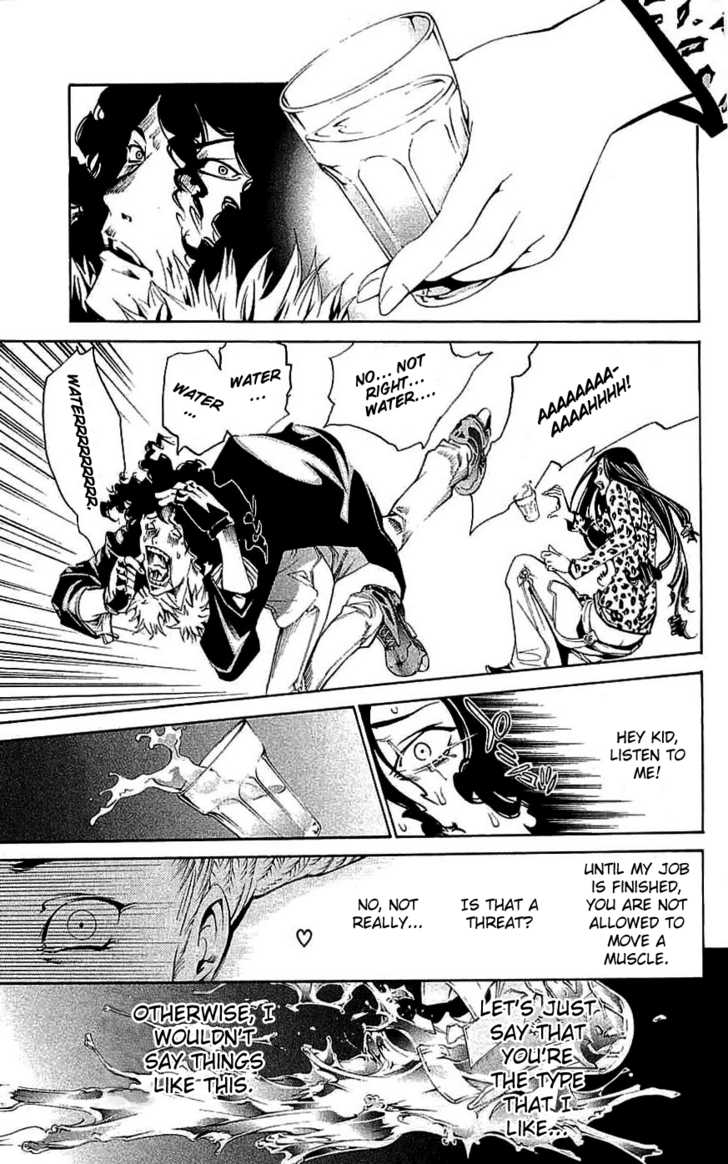 AAAAAAAA-
AAAAHHHH!
NO... NOT
RIGHT...
WATER....
WATER
...
WATER
...
WATERRRRRRRRRR
HEY KID,
LISTEN TO
ME!
UNTIL MY JOB
IS FINISHED,
YOU ARE NOT
ALLOWED TO
MOVE A
MUSCLE.
IS THAT A
THREAT?
NO, NOT
REALLY...
♡
LET'S JUST
SAY THAT
YOU'RE
THE TYPE
THAT I
LIKE...
OTHERWISE, I
WOULDN'T
SAY THINGS
LIKE THIS.